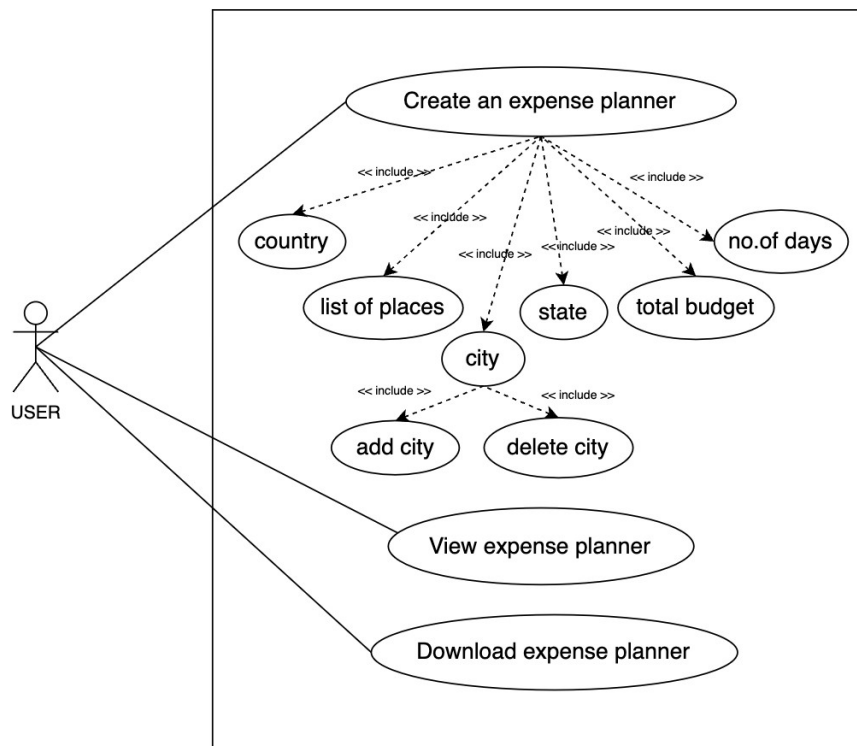 Create an expense planner
<< include >>
<< include >>
<< include >>
<< include >>
<< include >>
<< include >>
country
no.of days
list of places
state
total budget
city
USER
<< include >>
<< include >>
add city
delete city
View expense planner
Download expense planner